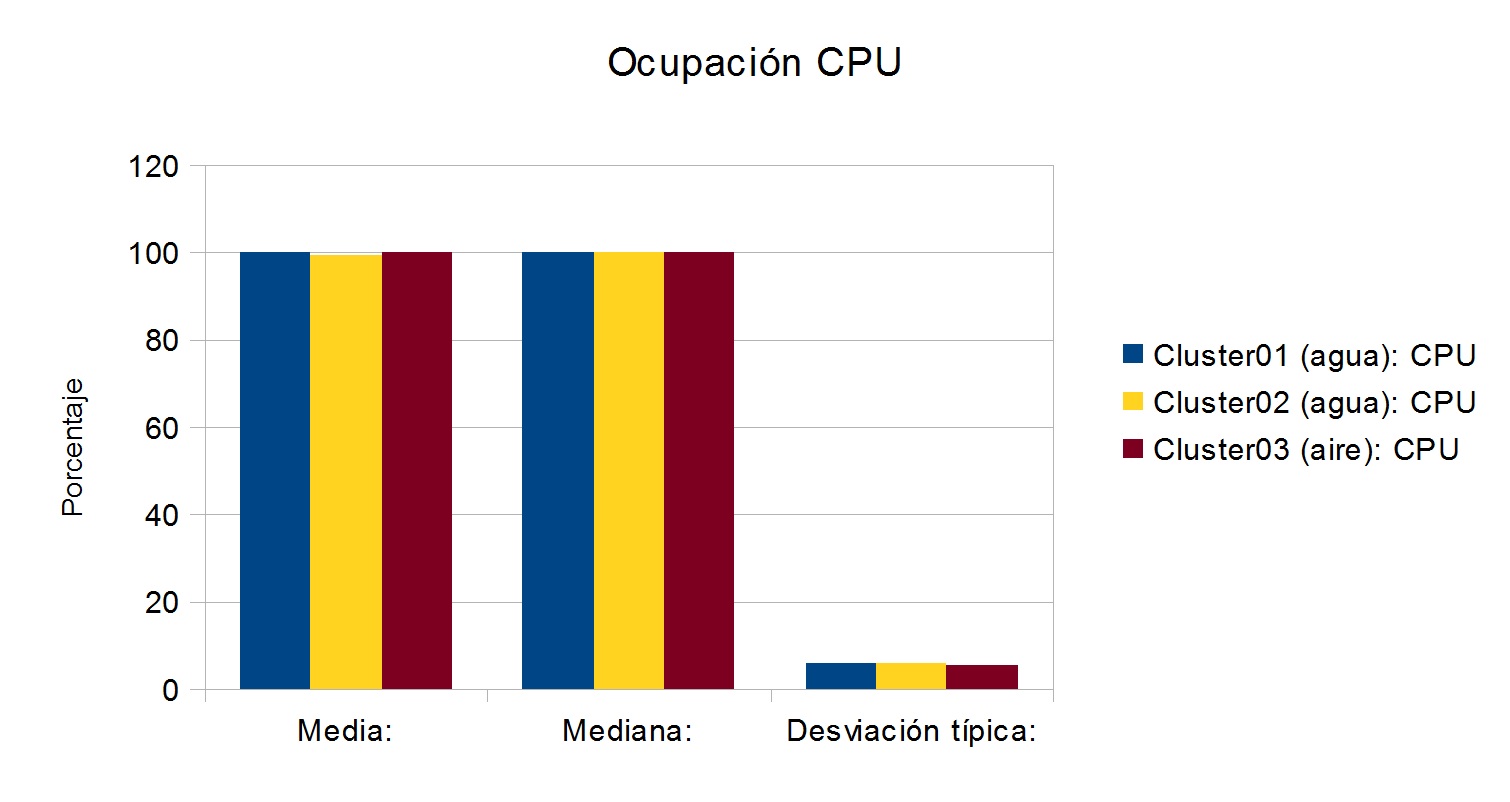 Ocupación CPU
120
100
80
60
40
20
0
Porcentaje
Media:
Mediana:
Desviación típica:
Cluster01 (agua): CPU
Cluster02 (agua): CPU
Cluster03 (aire): CPU